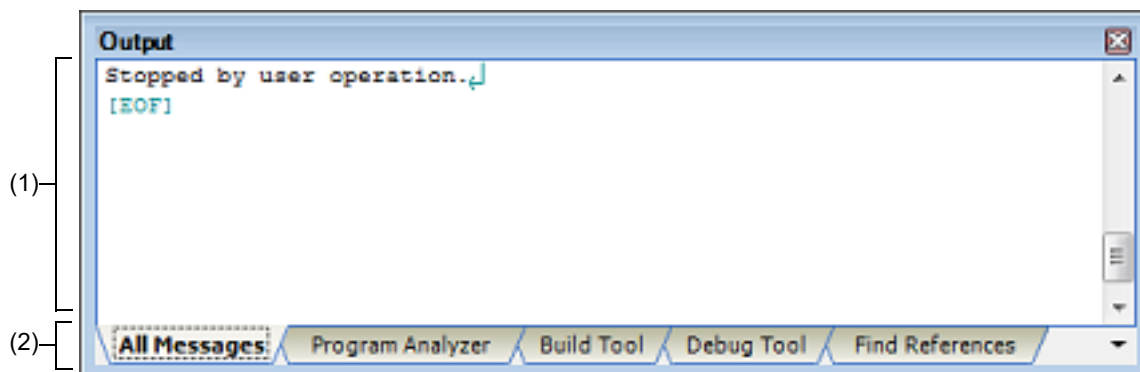 Output
Stopped by user operation.↵
[EOF]
(1)
(2)
All Messages Program Analyzer Build Tool Debug Tool Find References